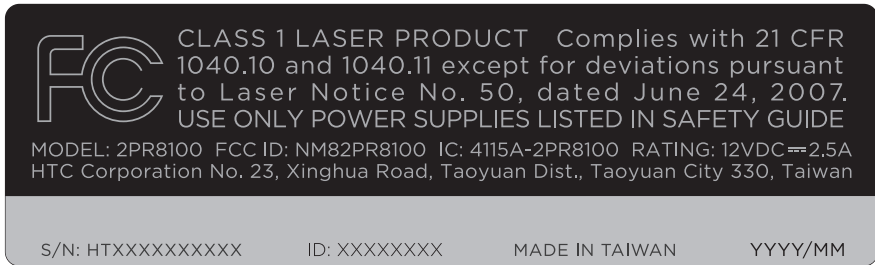 FC CLASS 1 LASER PRODUCT Complies with 21 CFR
1040.10 and 1040.11 except for deviations pursuant
to Laser Notice No. 50, dated June 24, 2007.
USE ONLY POWER SUPPLIES LISTED IN SAFETY GUIDE
MODEL: 2PR8100 FCC ID: NM82PR8100 IC: 4115A-2PR8100 RATING: 12VDC⎓2.5A
HTC Corporation No. 23, Xinghua Road, Taoyuan Dist., Taoyuan City 330, Taiwan
S/N: HTXXXXXXXXXX ID: XXXXXXXX MADE IN TAIWAN YYYY/MM